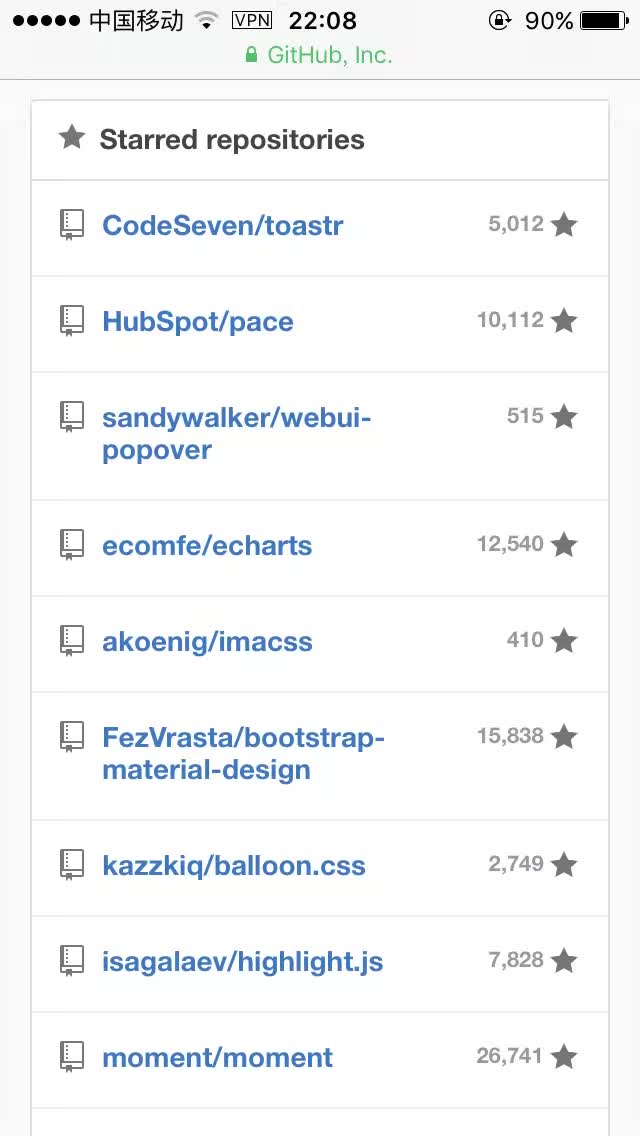 中国移动 VPN 22:08 90%
GitHub, Inc.
Starred repositories
CodeSeven/toastr 5,012
HubSpot/pace 10,112
sandywalker/webui- 515
popover
ecomfe/echarts 12,540
akoenig/imacss 410
FezVrasta/bootstrap- 15,838
material-design
kazzkiq/balloon.css 2,749
isagalaev/highlight.js 7,828
moment/moment 26,741